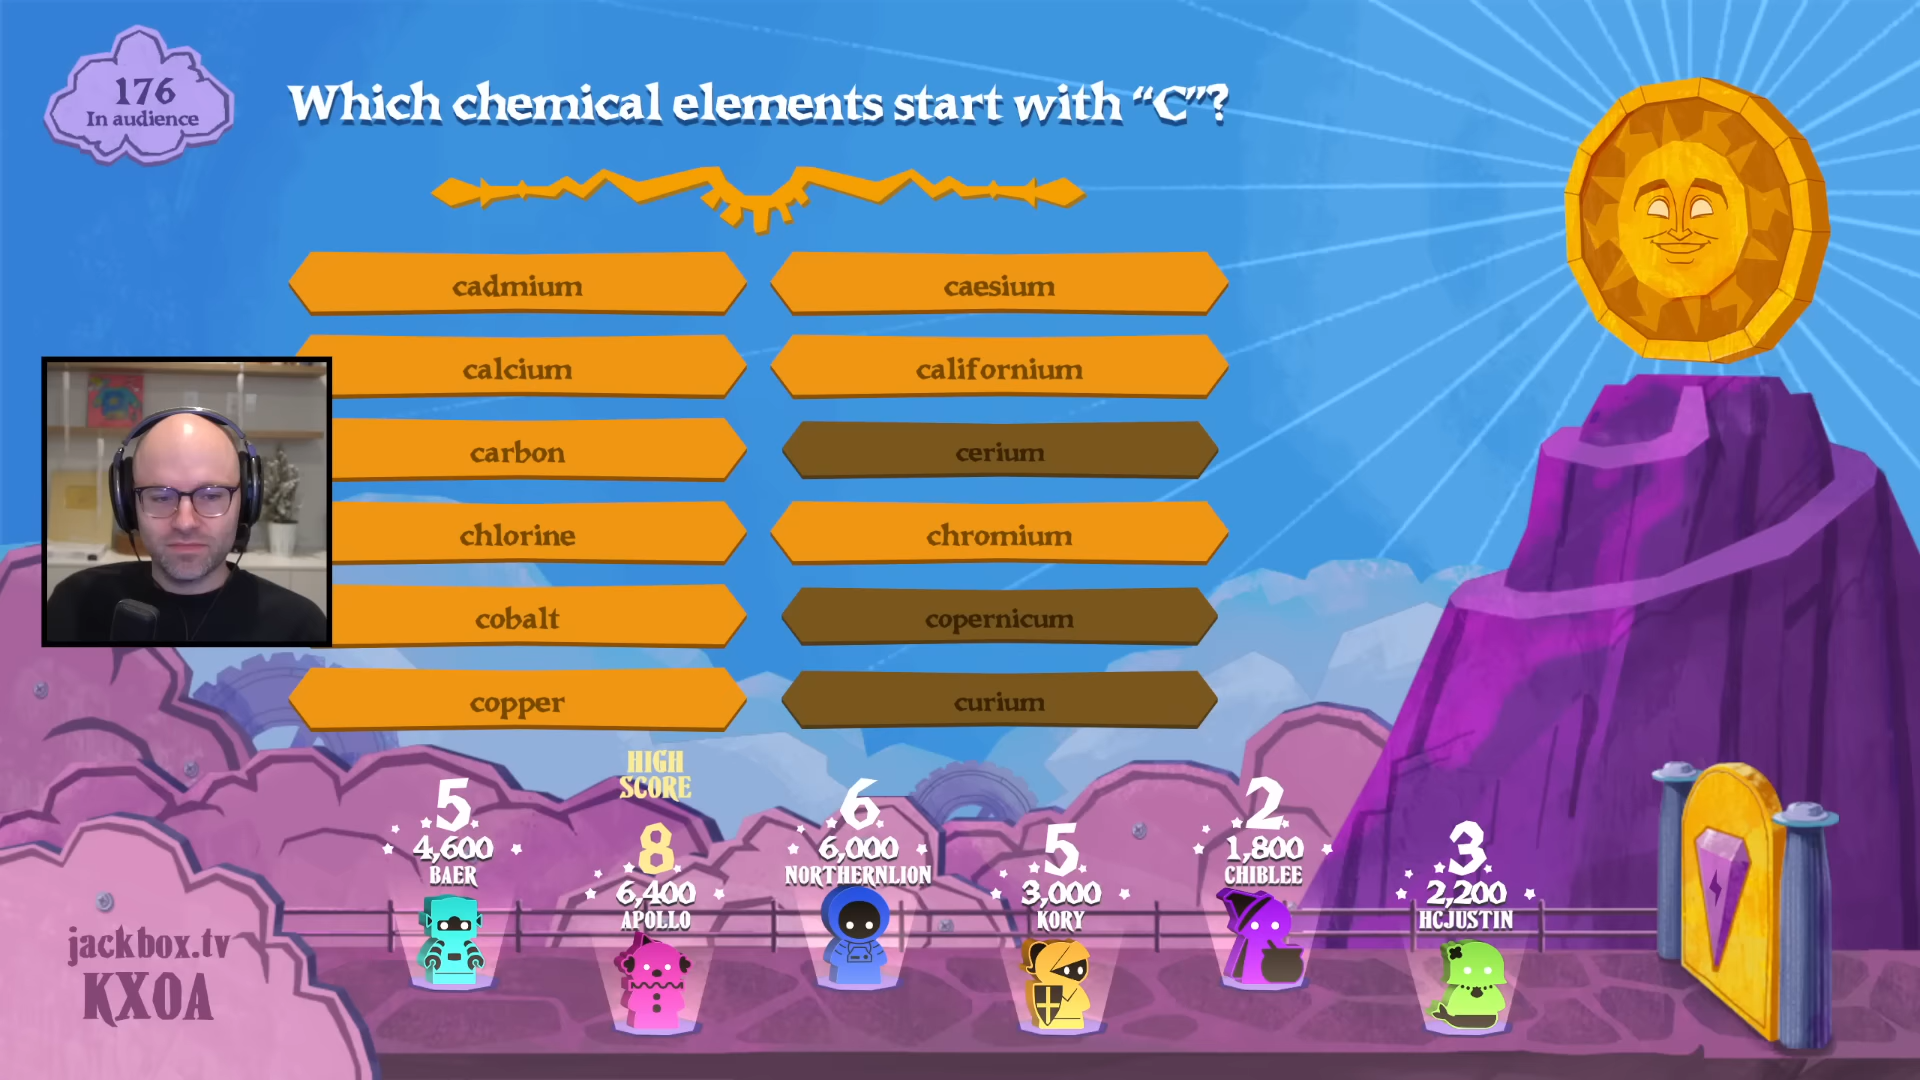 176
In audience
Which chemical elements start with “C”?
cadmium
caesium
calcium
californium
carbon
cerium
chlorine
chromium
cobalt
copernicum
copper
curium
5
4,600
BAER
HIGH
SCORE
8
6,400
APOLLO
6
6,000
NORTHERNLION
5
3,000
KORY
2
1,800
CHIBLEE
3
2,200
HCJUSTIN
jackbox.tv
KXOA